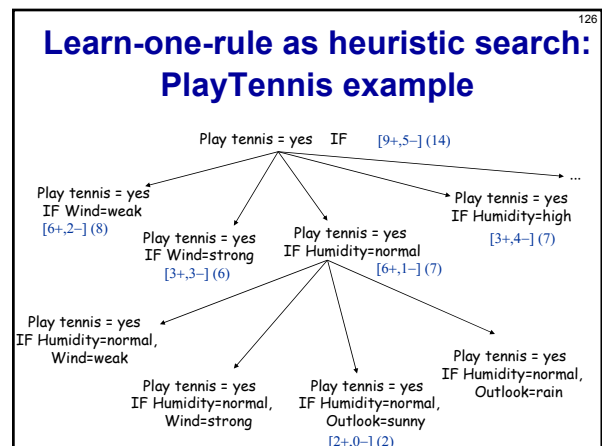 126
Learn-one-rule as heuristic search:
PlayTennis example
Play tennis = yes IF [9+,5−] (14)
...
Play tennis = yes
IF Wind=weak
[6+,2−] (8)
Play tennis = yes
IF Wind=strong
[3+,3−] (6)
Play tennis = yes
IF Humidity=normal
[6+,1−] (7)
Play tennis = yes
IF Humidity=high
[3+,4−] (7)
Play tennis = yes
IF Humidity=normal,
Wind=weak
Play tennis = yes
IF Humidity=normal,
Wind=strong
Play tennis = yes
IF Humidity=normal,
Outlook=sunny
[2+,0−] (2)
Play tennis = yes
IF Humidity=normal,
Outlook=rain